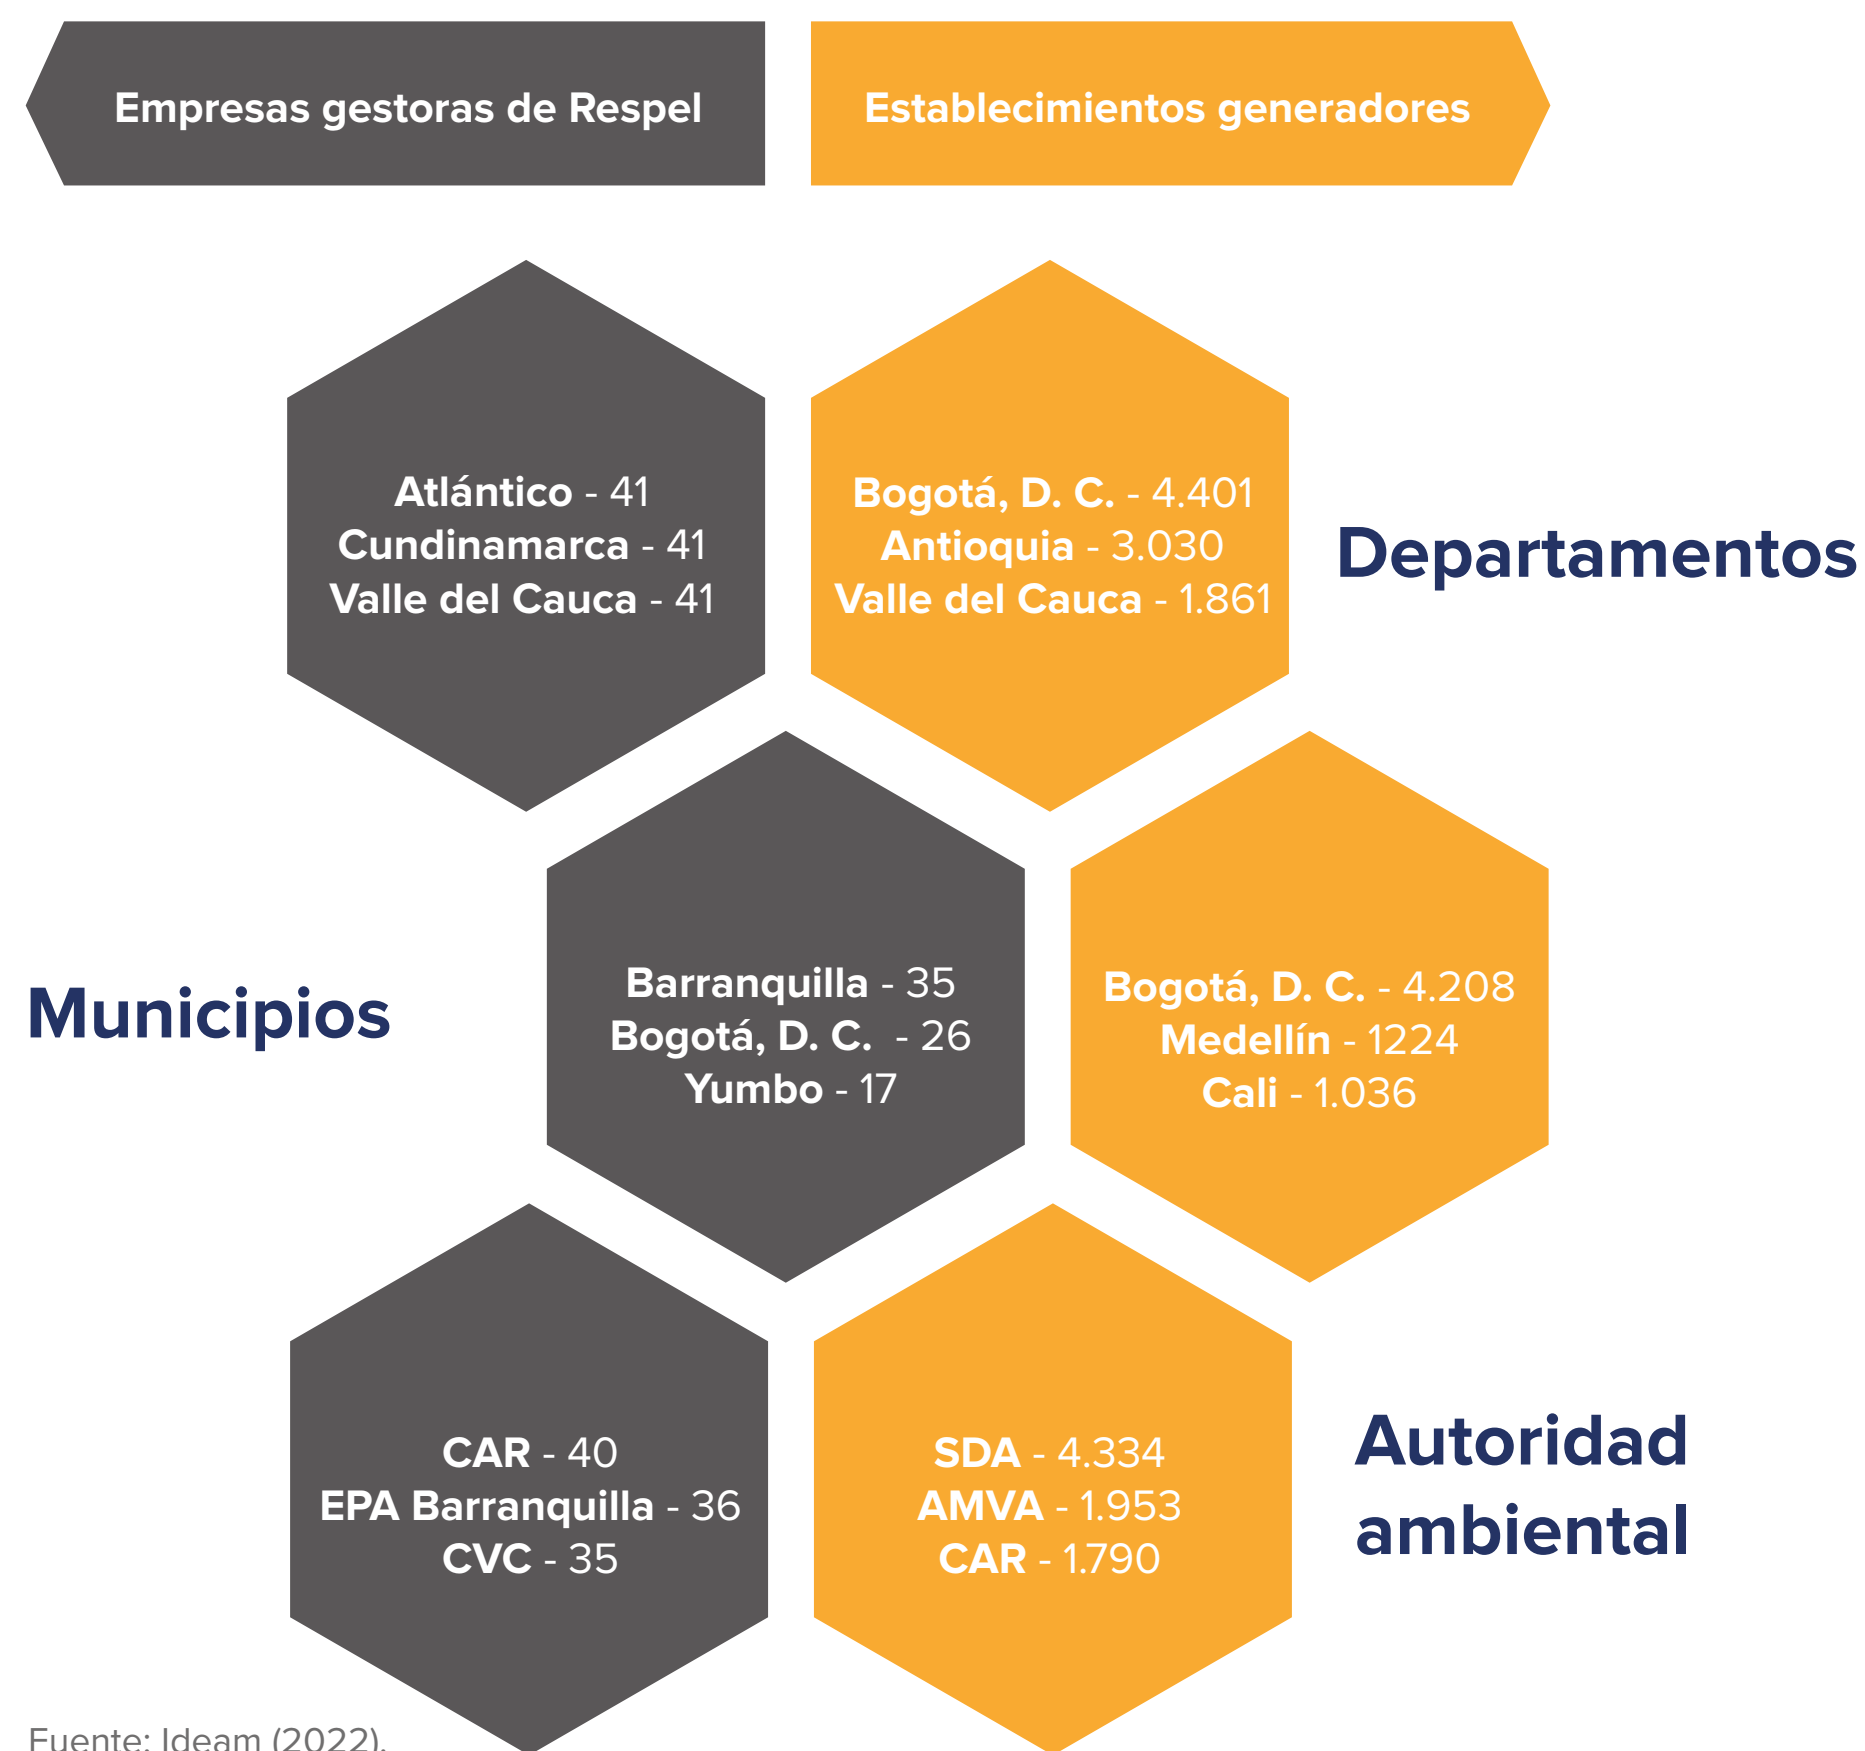 Empresas gestoras de Respel
Establecimientos generadores
Atlántico - 41
Cundinamarca - 41
Valle del Cauca - 41
Bogotá, D. C. - 4.401
Antioquia - 3.030
Valle del Cauca - 1.861
Departamentos
Municipios
Barranquilla - 35
Bogotá, D. C. - 26
Yumbo - 17
Bogotá, D. C. - 4.208
Medellín - 1224
Cali - 1.036
CAR - 40
EPA Barranquilla - 36
CVC - 35
SDA - 4.334
AMVA - 1.953
CAR - 1.790
Autoridad
ambiental
Fuente: Ideam (2022).